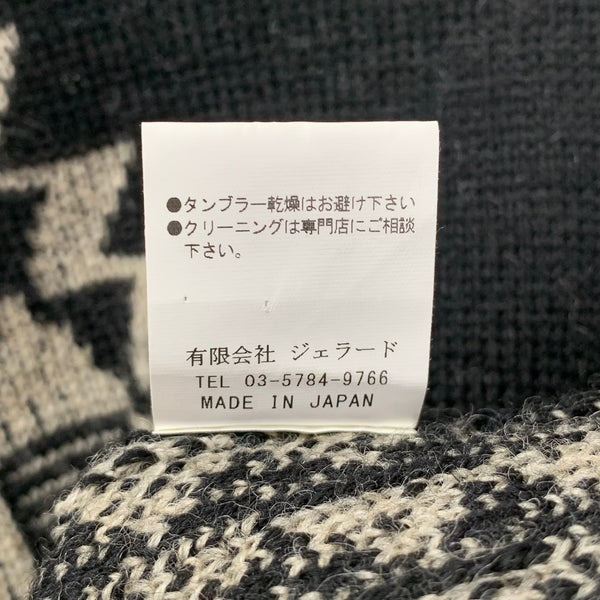 ●タンブラー乾燥はお避け下さい
●クリーニングは専門店にご相談
下さい。
有限会社 ジェラード
TEL 03-5784-9766
MADE IN JAPAN